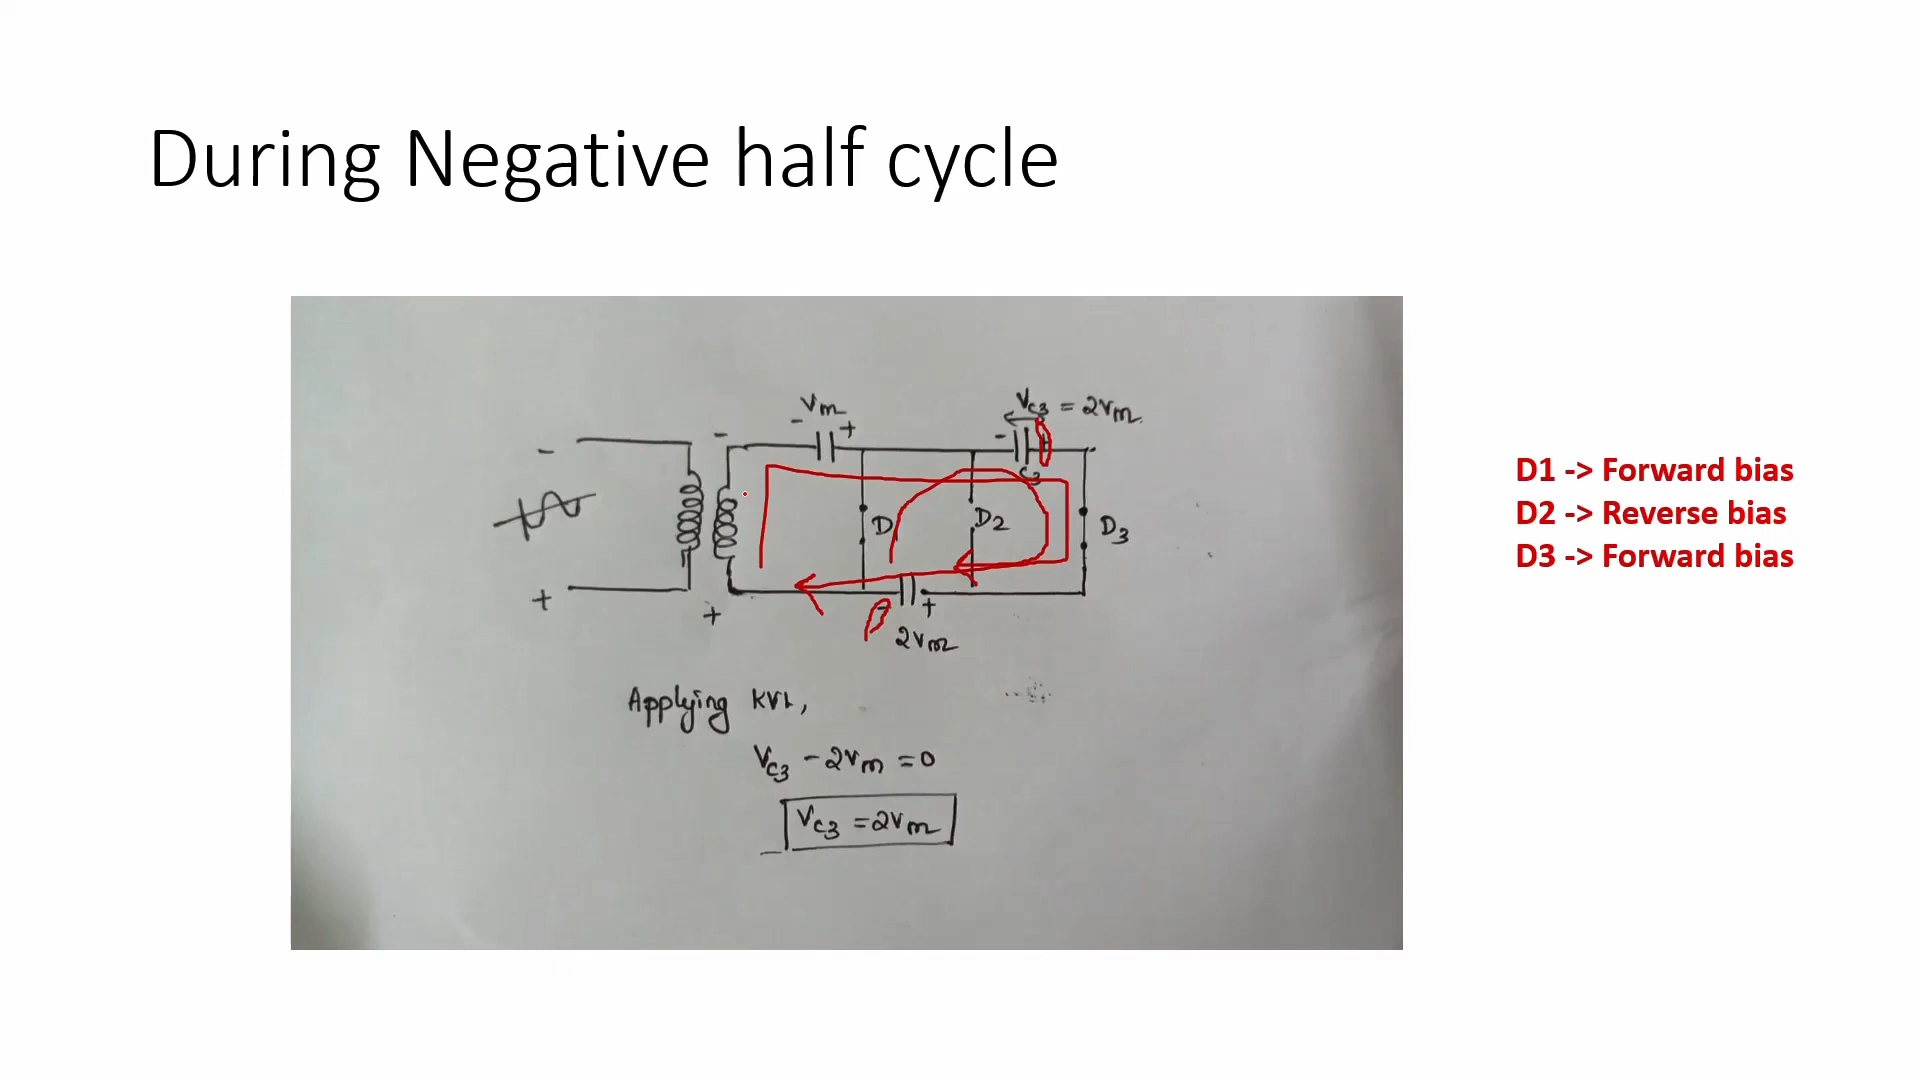 During Negative half cycle
Vm
- +
VC3 = 2Vm
- +
C3
-
-
D
D2
D3
+
+
- +
2Vm
Applying KVL,
VC3 - 2Vm = 0
VC3 = 2Vm
D1 -> Forward bias
D2 -> Reverse bias
D3 -> Forward bias